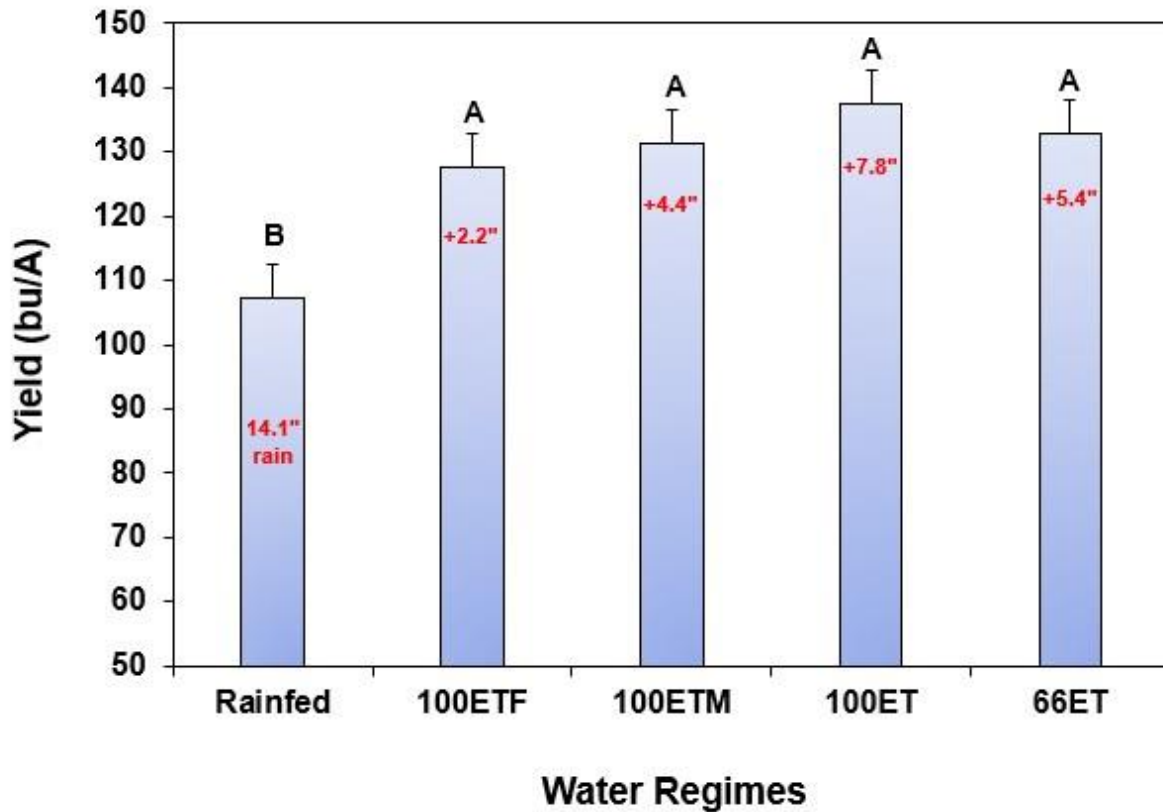 Yield (bu/A)
150
140
130
120
110
100
90
80
70
60
50
B
A
A
A
A
14.1"
rain
+2.2"
+4.4"
+7.8"
+5.4"
Rainfed
100ETF
100ETM
100ET
66ET
Water Regimes